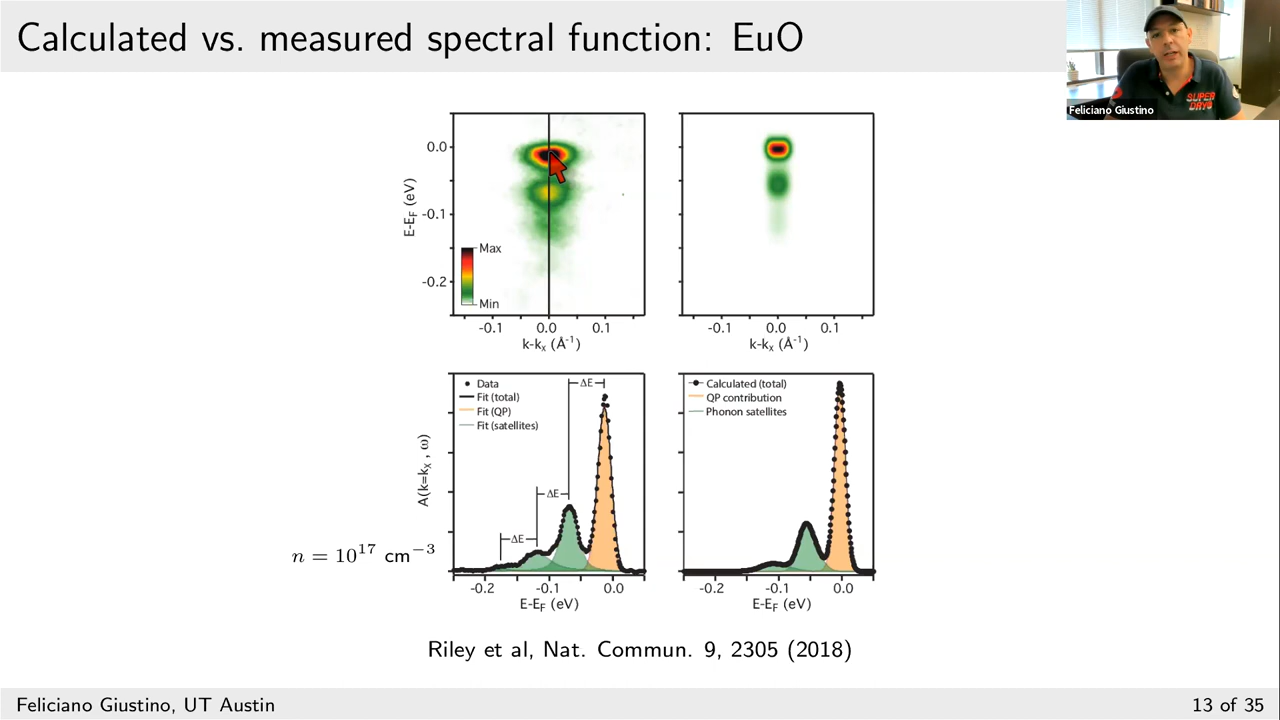 Calculated vs. measured spectral function: EuO
SUPER
DRY
Feliciano Giustino
0.0
-0.1
-0.2
E-E_F (eV)
Max
Min
-0.1 0.0 0.1
k-k_x (Å⁻¹)
-0.1 0.0 0.1
k-k_x (Å⁻¹)
Data
Fit (total)
Fit (QP)
Fit (satellites)
ΔE
ΔE
ΔE
A(k=k_x , ω)
-0.2 -0.1 0.0
E-E_F (eV)
Calculated (total)
QP contribution
Phonon satellites
-0.2 -0.1 0.0
E-E_F (eV)
n = 10¹⁷ cm⁻³
Riley et al, Nat. Commun. 9, 2305 (2018)
Feliciano Giustino, UT Austin
13 of 35